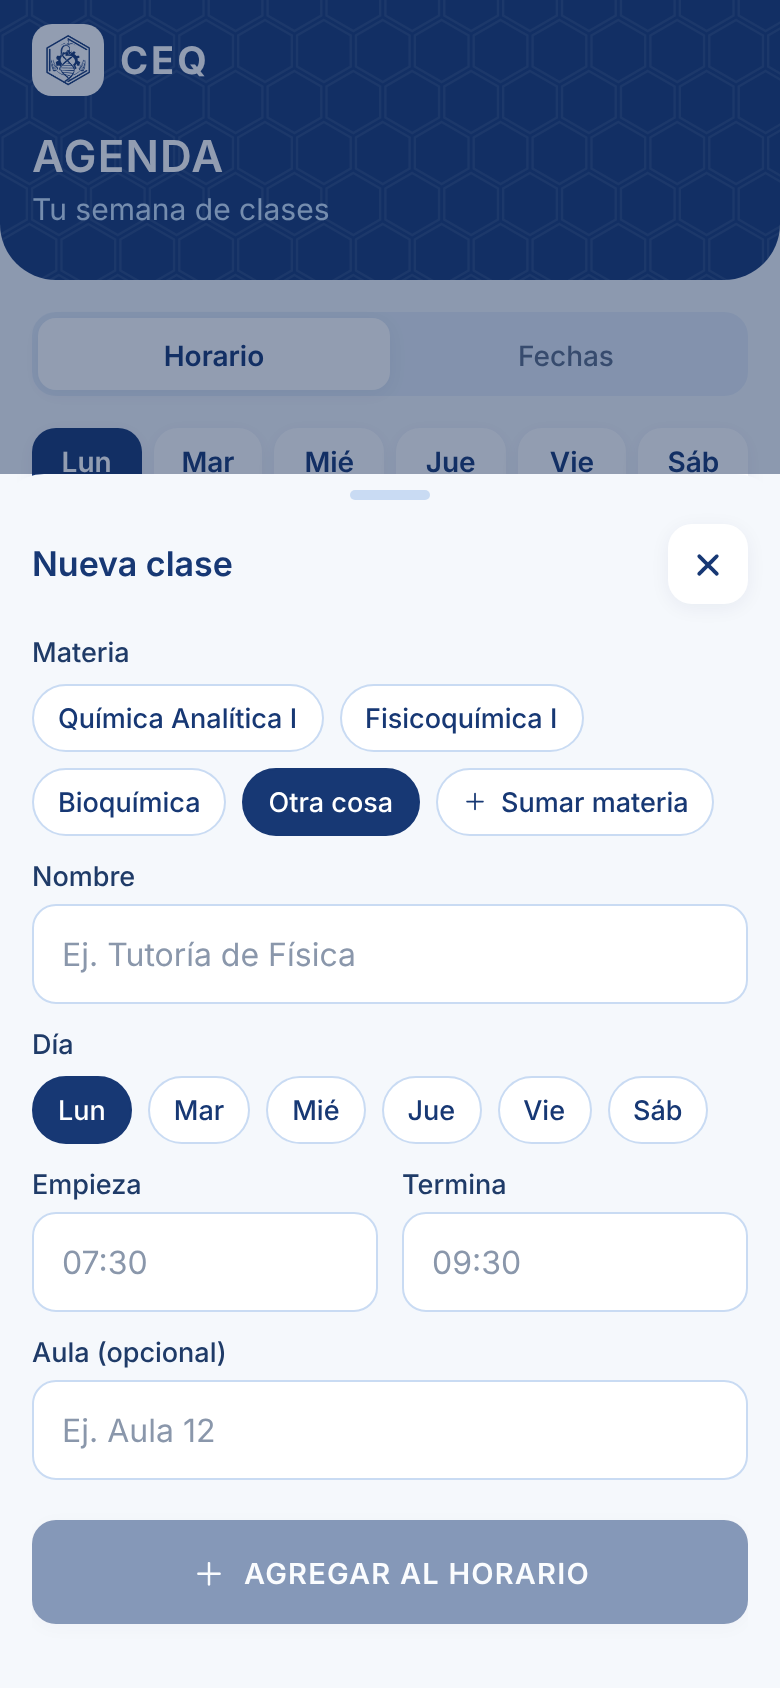 CEQ
AGENDA
Tu semana de clases
Horario Fechas
Lun Mar Mié Jue Vie Sáb
Nueva clase
Materia
Química Analítica I Fisicoquímica I
Bioquímica Otra cosa + Sumar materia
Nombre
Ej. Tutoría de Física
Día
Lun Mar Mié Jue Vie Sáb
Empieza Termina
07:30 09:30
Aula (opcional)
Ej. Aula 12
+ AGREGAR AL HORARIO